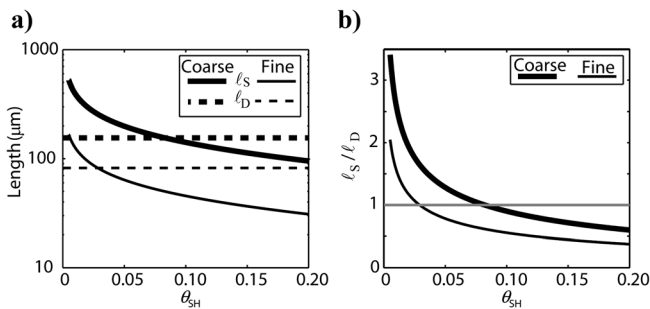 a)
1000
100
10
Length (μm)
0
0.05
0.10
0.15
0.20
θSH
Coarse Fine
ℓS
ℓD
b)
3
2
1
0
ℓS / ℓD
0
0.05
0.10
0.15
0.20
θSH
Coarse Fine